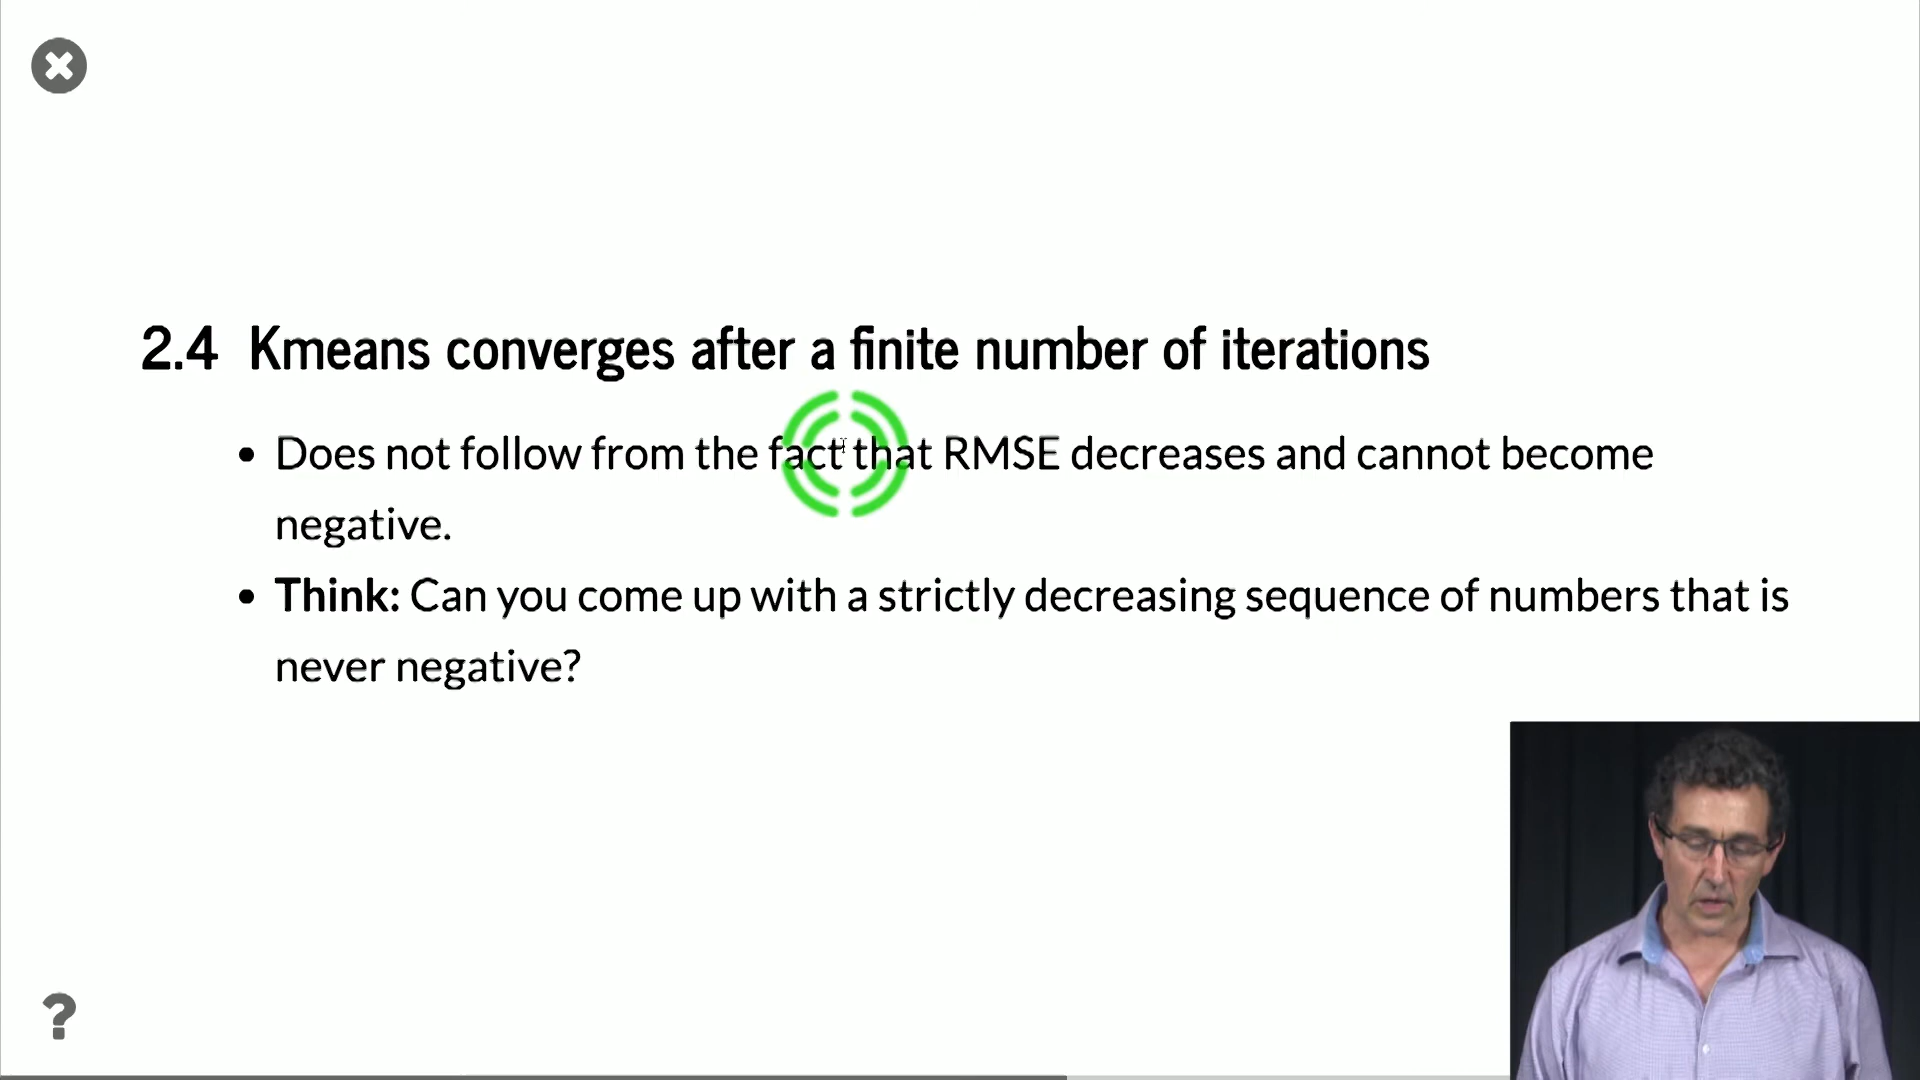 2.4 Kmeans converges after a finite number of iterations
• Does not follow from the fact that RMSE decreases and cannot become
negative.
• Think: Can you come up with a strictly decreasing sequence of numbers that is
never negative?
?